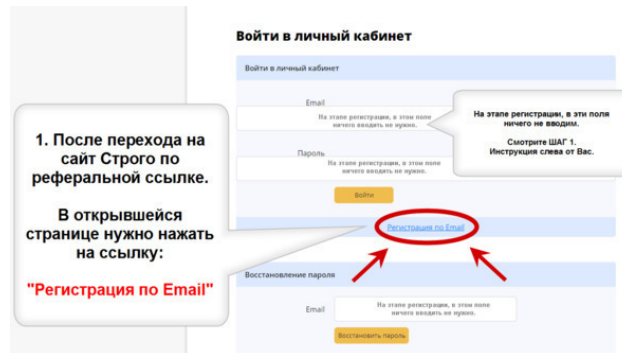 Войти в личный кабинет
Войти в личный кабинет
Email
На этапе регистрации, в этом поле
ничего вводить не нужно.
Пароль
На этапе регистрации, в этом поле
ничего вводить не нужно.
Войти
Регистрация по Email
Восстановление пароля
Email
На этапе регистрации, в этом поле
ничего вводить не нужно.
Восстановить пароль
1. После перехода на
сайт Строго по
реферальной ссылке.
В открывшейся
странице нужно нажать
на ссылку:
"Регистрация по Email"
На этапе регистрации, в эти поля
ничего не вводим.
Смотрите ШАГ 1.
Инструкция слева от Вас.